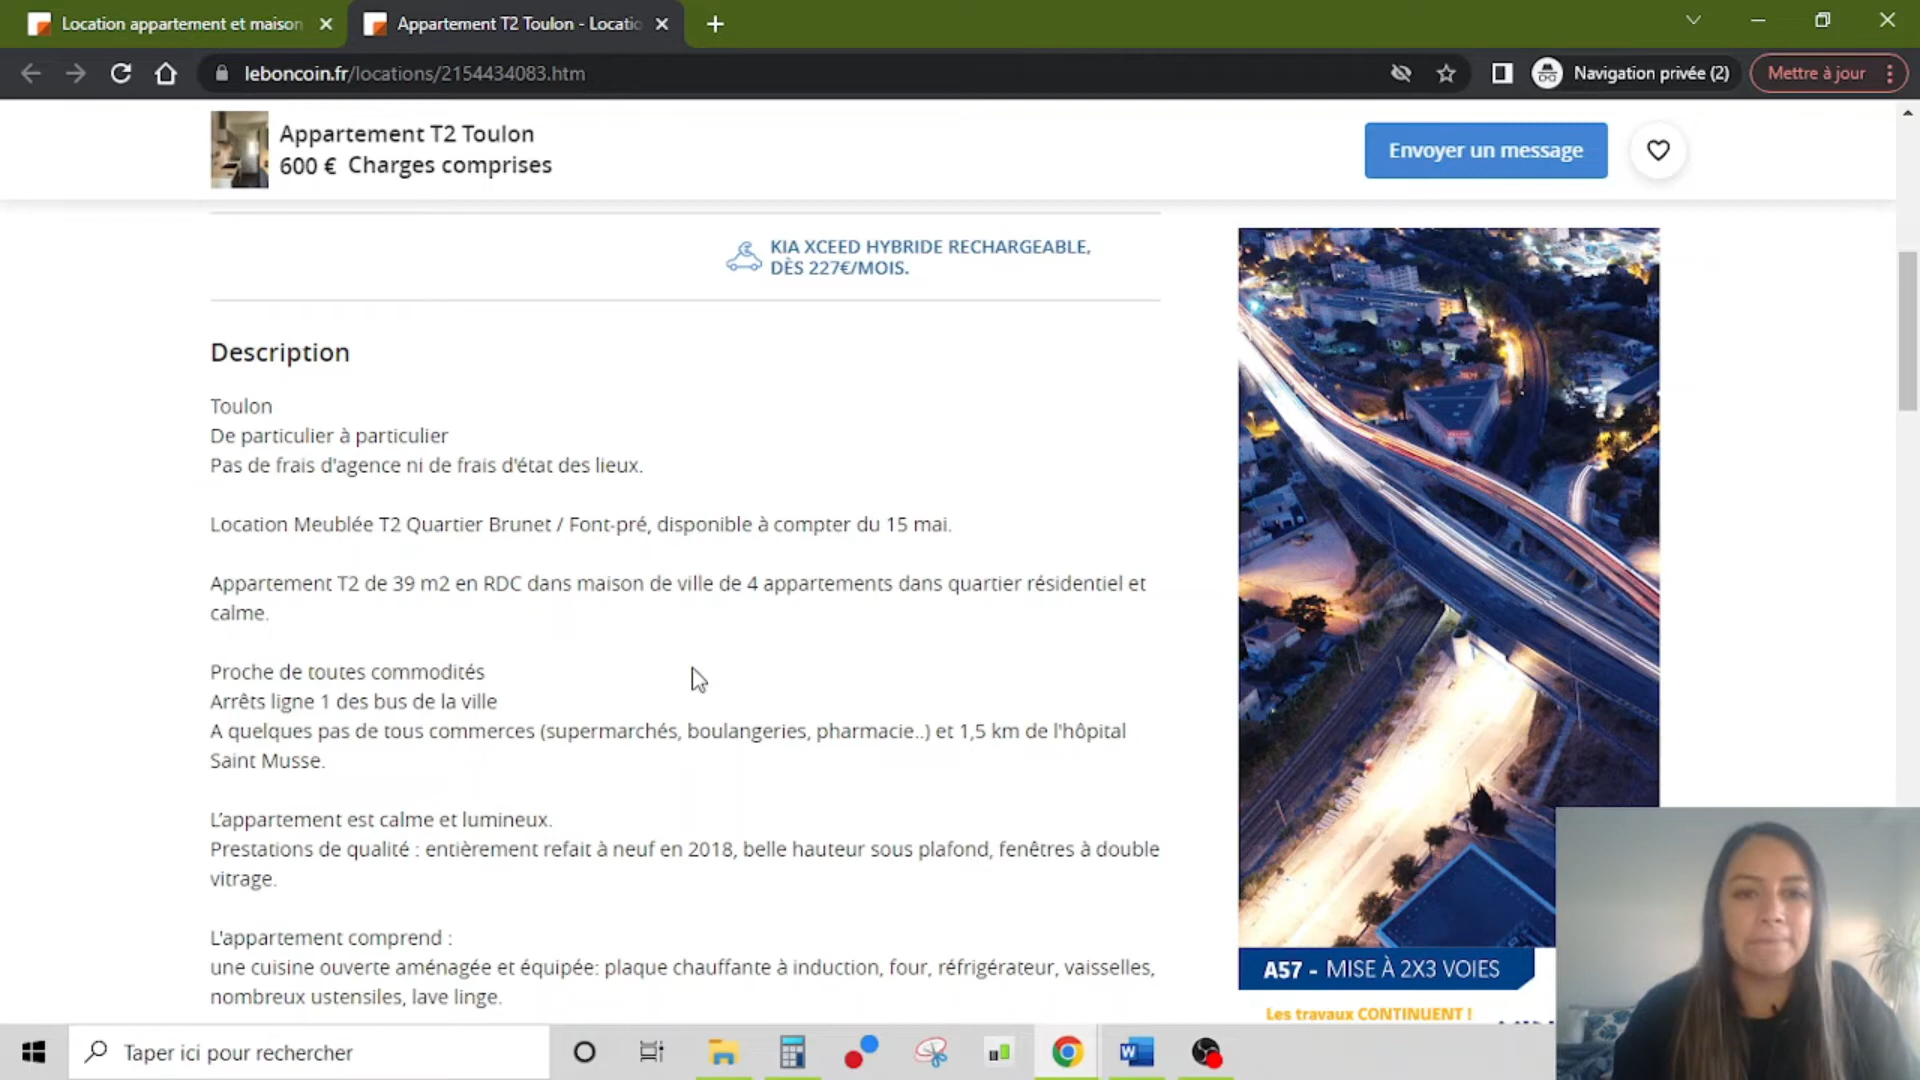 Location appartement et maison
Appartement T2 Toulon - Locatio
leboncoin.fr/locations/2154434083.htm
Navigation privée (2)
Mettre à jour
Appartement T2 Toulon
600 € Charges comprises
Envoyer un message
KIA XCEED HYBRIDE RECHARGEABLE,
DÈS 227€/MOIS.
Description
Toulon
De particulier à particulier
Pas de frais d'agence ni de frais d'état des lieux.
Location Meublée T2 Quartier Brunet / Font-pré, disponible à compter du 15 mai.
Appartement T2 de 39 m2 en RDC dans maison de ville de 4 appartements dans quartier résidentiel et
calme.
Proche de toutes commodités
Arrêts ligne 1 des bus de la ville
A quelques pas de tous commerces (supermarchés, boulangeries, pharmacie..) et 1,5 km de l'hôpital
Saint Musse.
L'appartement est calme et lumineux.
Prestations de qualité : entièrement refait à neuf en 2018, belle hauteur sous plafond, fenêtres à double
vitrage.
L'appartement comprend :
une cuisine ouverte aménagée et équipée: plaque chauffante à induction, four, réfrigérateur, vaisselles,
nombreux ustensiles, lave linge.
A57 - MISE À 2X3 VOIES
Les travaux CONTINUENT !
Taper ici pour rechercher